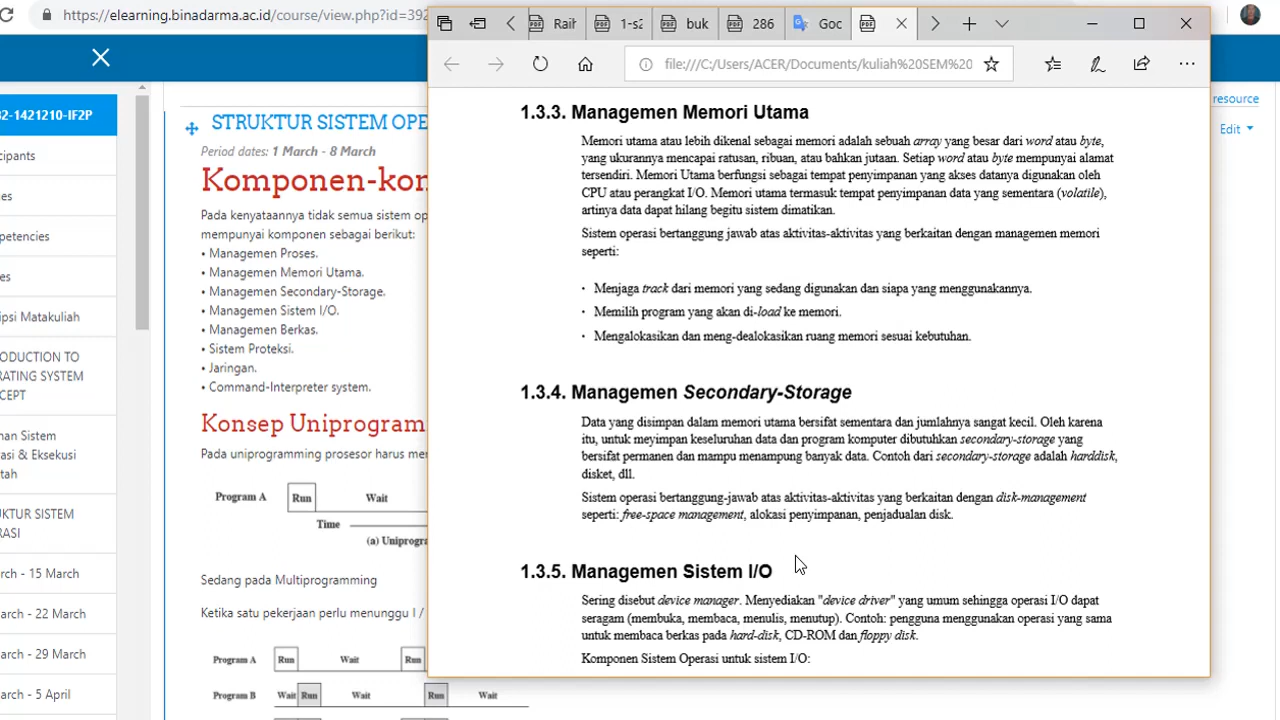 https://elearning.binadarma.ac.id/course/view.php?id=392
Raih
1-s2
buk
286
Goc
file:///C:/Users/ACER/Documents/kuliah%20SEM%20
32-1421210-IF2P
cipants
es
petencies
es
ipsi Matakuliah
RODUCTION TO
RATING SYSTEM
CEPT
nan Sistem
rasi & Eksekusi
tah
UKTUR SISTEM
RASI
rch - 15 March
rch - 22 March
rch - 29 March
rch - 5 April
resource
Edit
STRUKTUR SISTEM OPE
Period dates: 1 March - 8 March
Komponen-kom
Pada kenyataannya tidak semua sistem op
mempunyai komponen sebagai berikut:
• Managemen Proses.
• Managemen Memori Utama.
• Managemen Secondary-Storage.
• Managemen Sistem I/O.
• Managemen Berkas.
• Sistem Proteksi.
• Jaringan.
• Command-Interpreter system.
Konsep Uniprogram
Pada uniprogramming prosesor harus men
Program A Run Wait
Time
(a) Uniprogr
Sedang pada Multiprogramming
Ketika satu pekerjaan perlu menunggu I /
Program A Run Wait Run
Program B Wait Run Wait Run Wait
1.3.3. Managemen Memori Utama
Memori utama atau lebih dikenal sebagai memori adalah sebuah array yang besar dari word atau byte,
yang ukurannya mencapai ratusan, ribuan, atau bahkan jutaan. Setiap word atau byte mempunyai alamat
tersendiri. Memori Utama berfungsi sebagai tempat penyimpanan yang akses datanya digunakan oleh
CPU atau perangkat I/O. Memori utama termasuk tempat penyimpanan data yang sementara (volatile),
artinya data dapat hilang begitu sistem dimatikan.
Sistem operasi bertanggung jawab atas aktivitas-aktivitas yang berkaitan dengan managemen memori
seperti:
• Menjaga track dari memori yang sedang digunakan dan siapa yang menggunakannya.
• Memilih program yang akan di-load ke memori.
• Mengalokasikan dan meng-dealokasikan ruang memori sesuai kebutuhan.
1.3.4. Managemen Secondary-Storage
Data yang disimpan dalam memori utama bersifat sementara dan jumlahnya sangat kecil. Oleh karena
itu, untuk meyimpan keseluruhan data dan program komputer dibutuhkan secondary-storage yang
bersifat permanen dan mampu menampung banyak data. Contoh dari secondary-storage adalah harddisk,
disket, dll.
Sistem operasi bertanggung-jawab atas aktivitas-aktivitas yang berkaitan dengan disk-management
seperti: free-space management, alokasi penyimpanan, penjadualan disk.
1.3.5. Managemen Sistem I/O
Sering disebut device manager. Menyediakan "device driver" yang umum sehingga operasi I/O dapat
seragam (membuka, membaca, menulis, menutup). Contoh: pengguna menggunakan operasi yang sama
untuk membaca berkas pada hard-disk, CD-ROM dan floppy disk.
Komponen Sistem Operasi untuk sistem I/O: